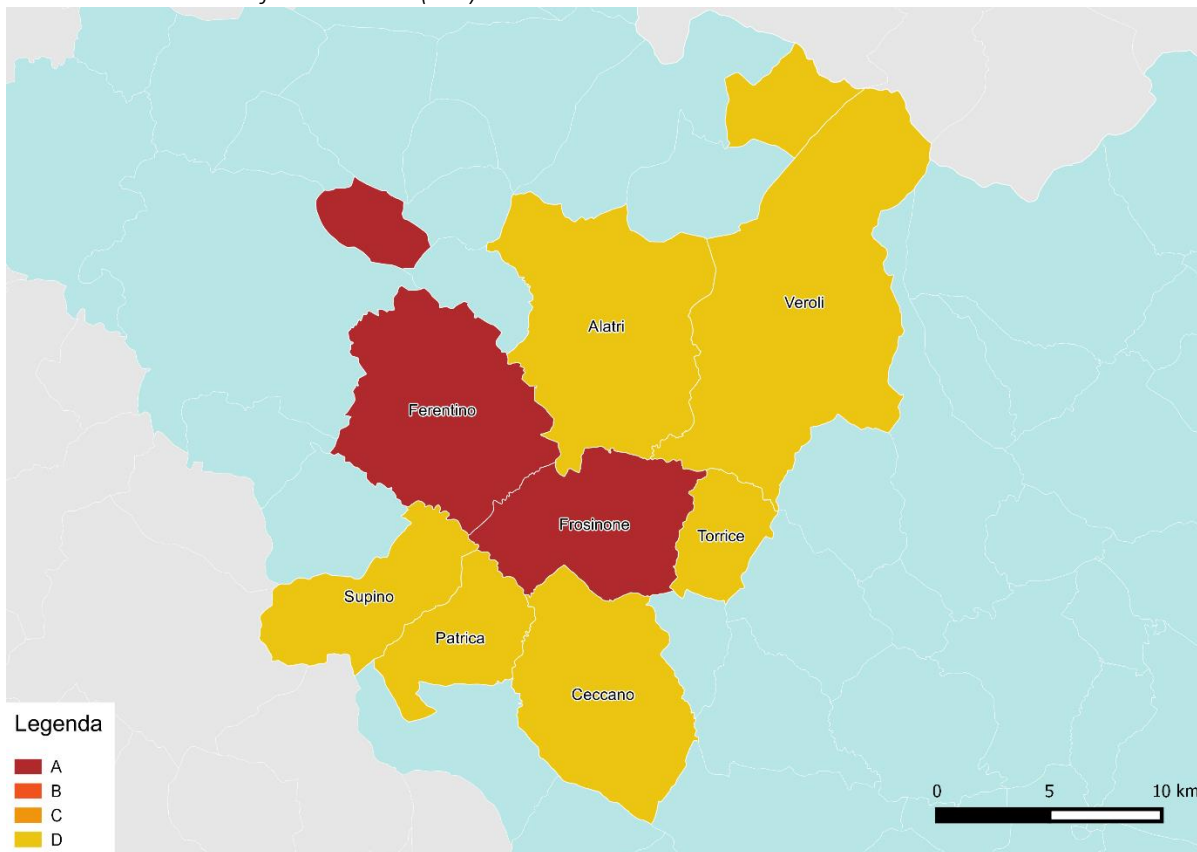 Veroli
Alatri
Ferentino
Frosinone
Torrice
Supino
Patrica
Ceccano
Legenda
A
B
C
D
0 5 10 km